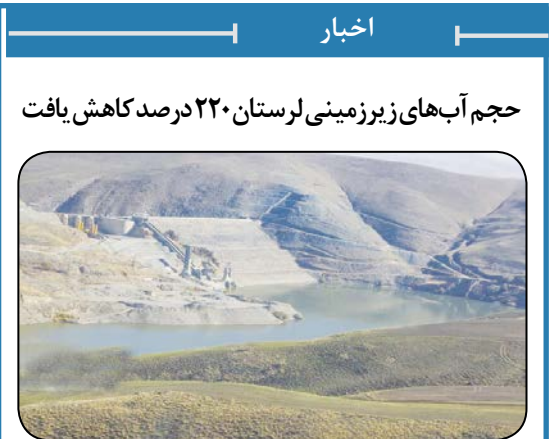 اخبار
حجم آب‌های زیرزمینی لرستان ۲۲۰ درصد کاهش یافت